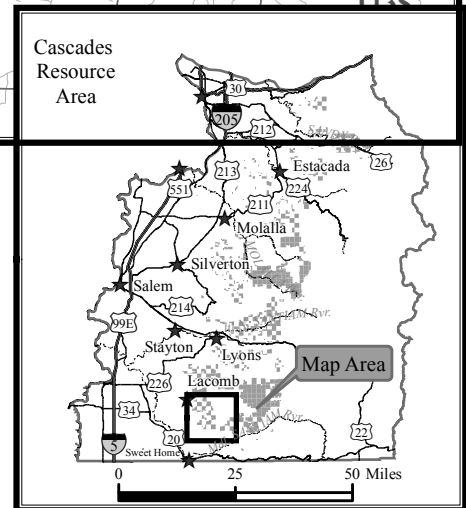 Cascades
Resource
Area
30
205
212
26
Estacada
551
213
224
211
Molalla
Silverton
Salem
214
99E
Stayton
Lyons
Map Area
226
Lacomb
34
20
22
5
Sweet Home
0 25 50 Miles